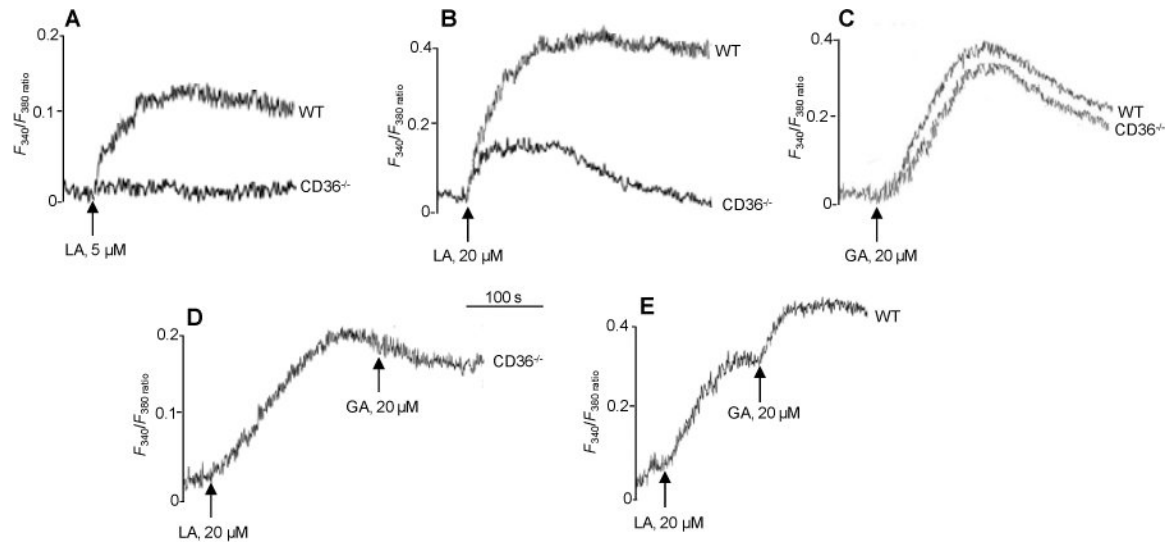 A
0.2
0.1
0
F340/F380 ratio
WT
CD36-/-
LA, 5 µM
B
0.4
0.2
0-
F340/F380 ratio
WT
CD36-/-
LA, 20 µM
C
0.4
0.2
0
F340/F380 ratio
WT
CD36-/-
GA, 20 µM
D
100 s
0.2
0.1
0
F340/F380 ratio
CD36-/-
GA, 20 µM
LA, 20 µM
E
0.4
0.2
0
F340/F380 ratio
WT
GA, 20 µM
LA, 20 µM